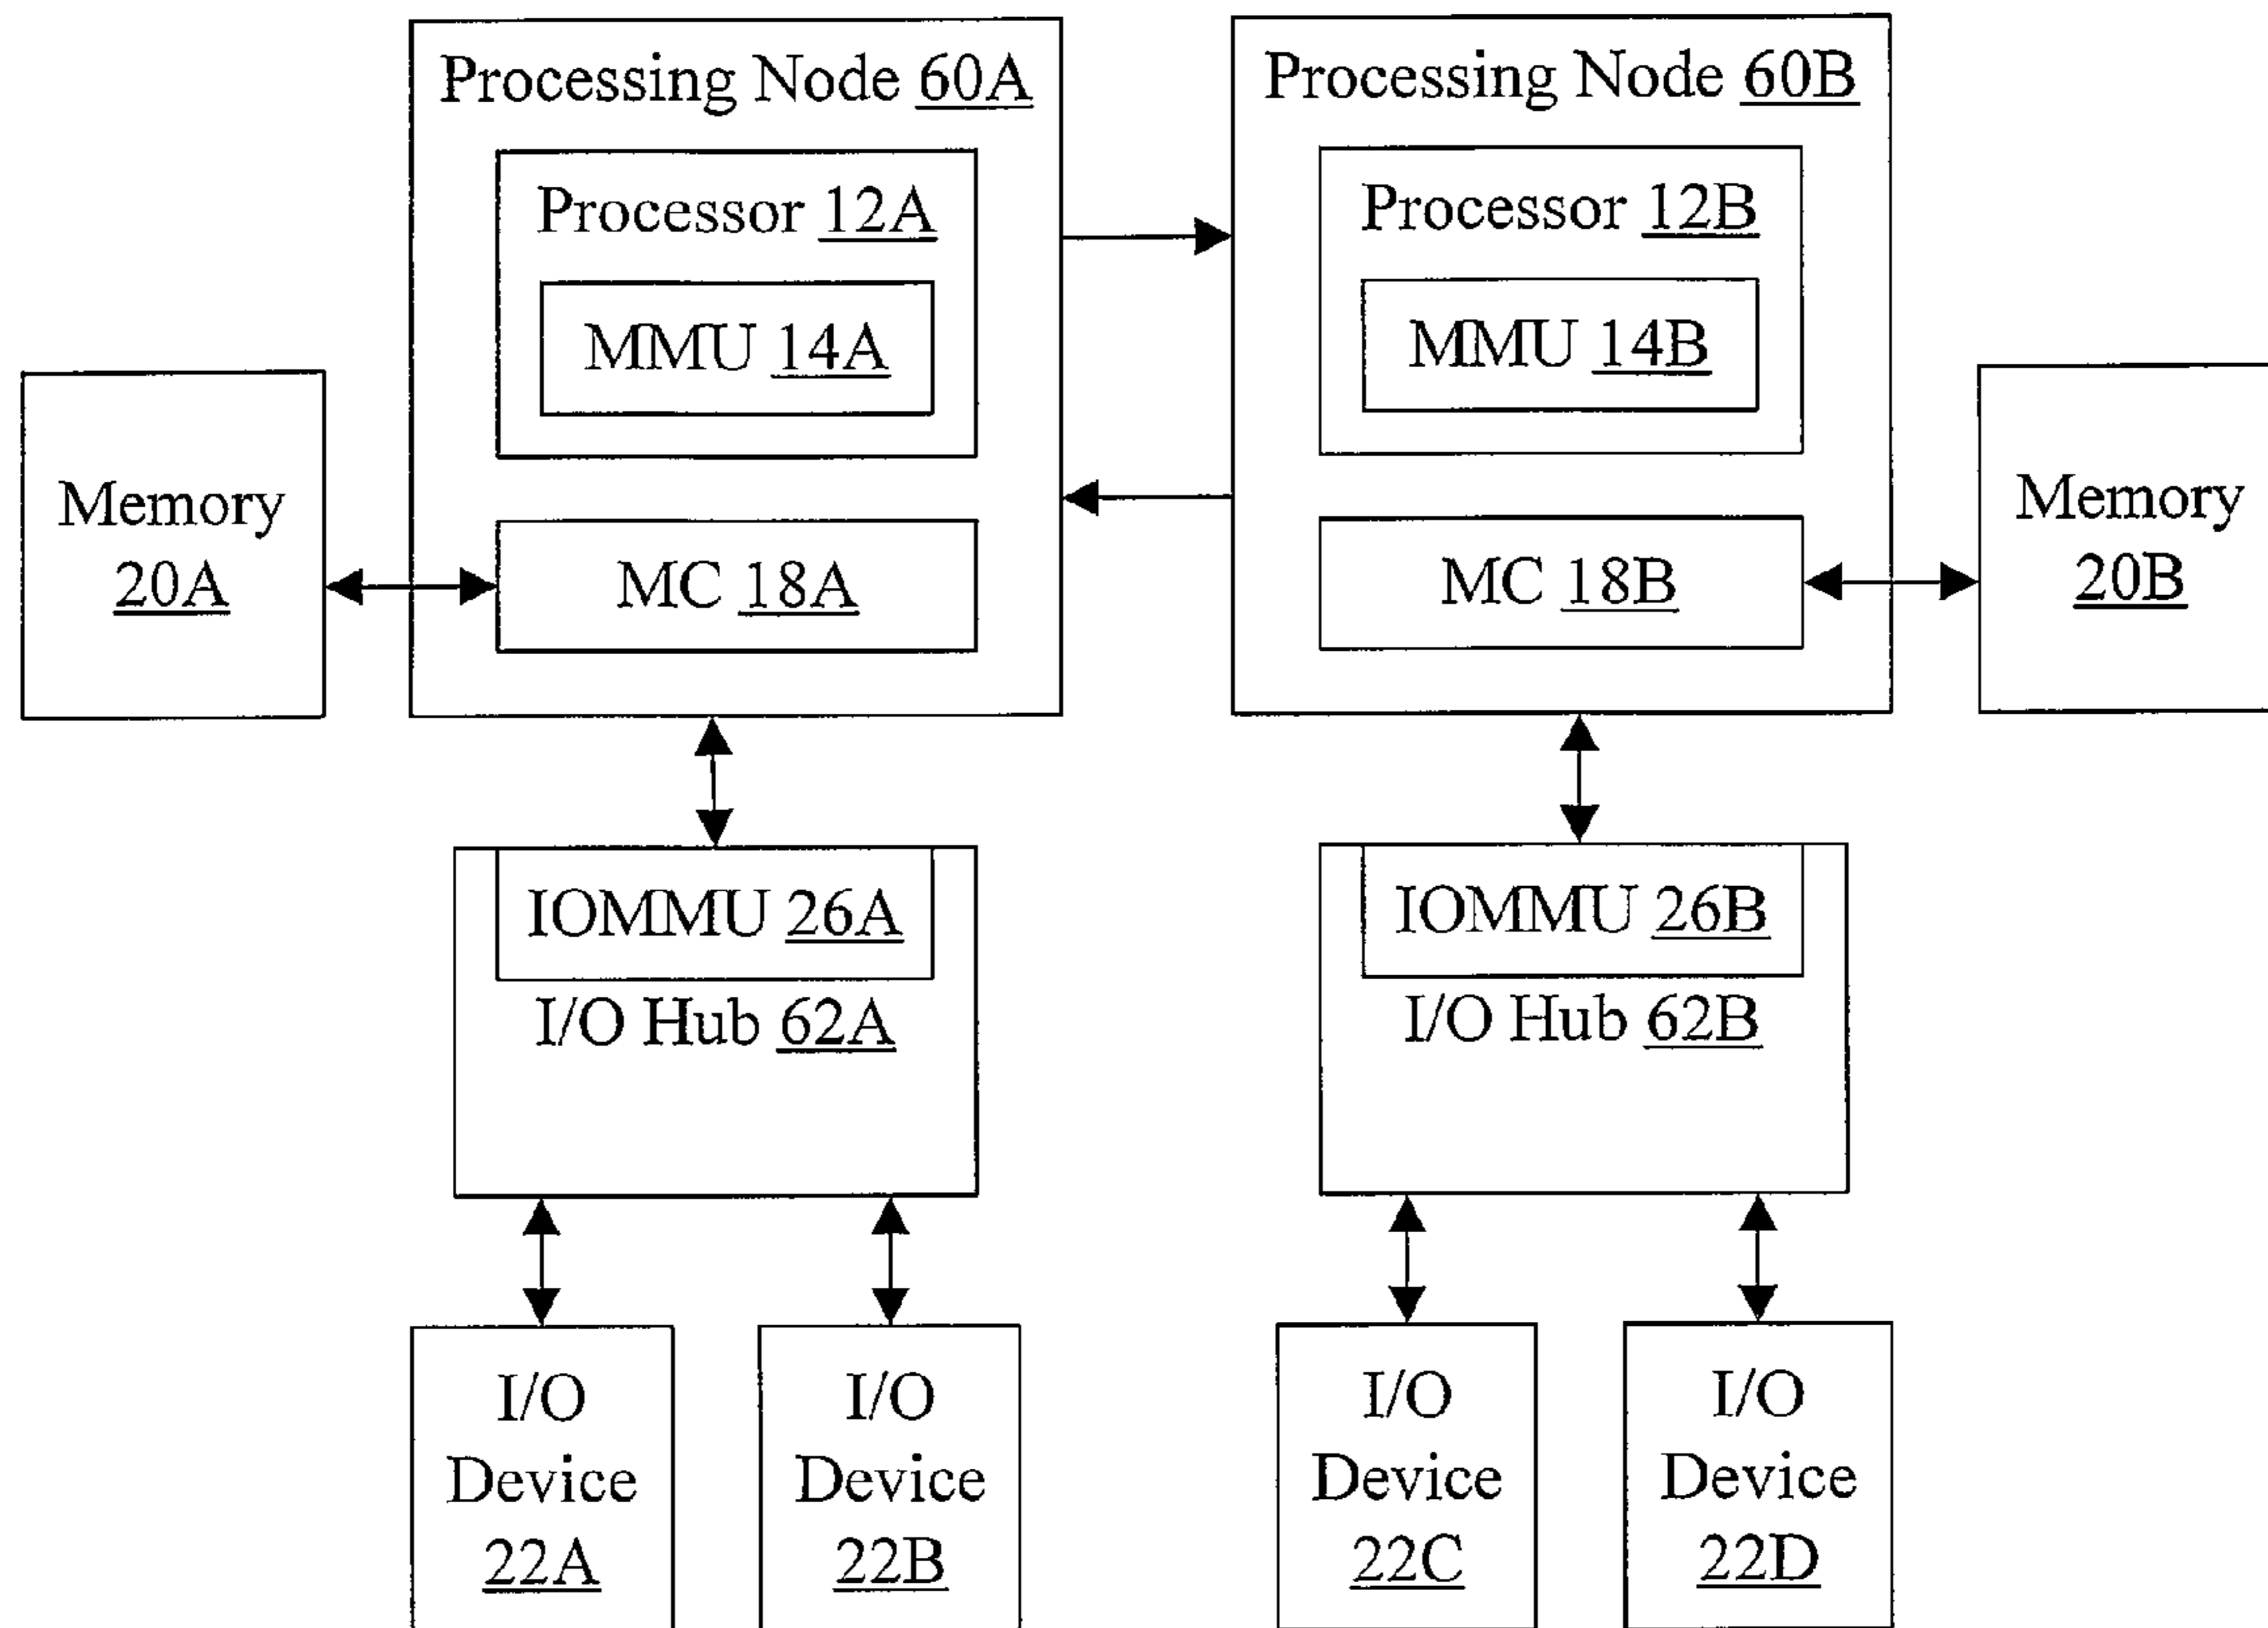 Processing Node 60A
Processor 12A
MMU 14A
MC 18A
Memory
20A
Processing Node 60B
Processor 12B
MMU 14B
MC 18B
Memory
20B
IOMMU 26A
I/O Hub 62A
IOMMU 26B
I/O Hub 62B
I/O
Device
22A
I/O
Device
22B
I/O
Device
22C
I/O
Device
22D